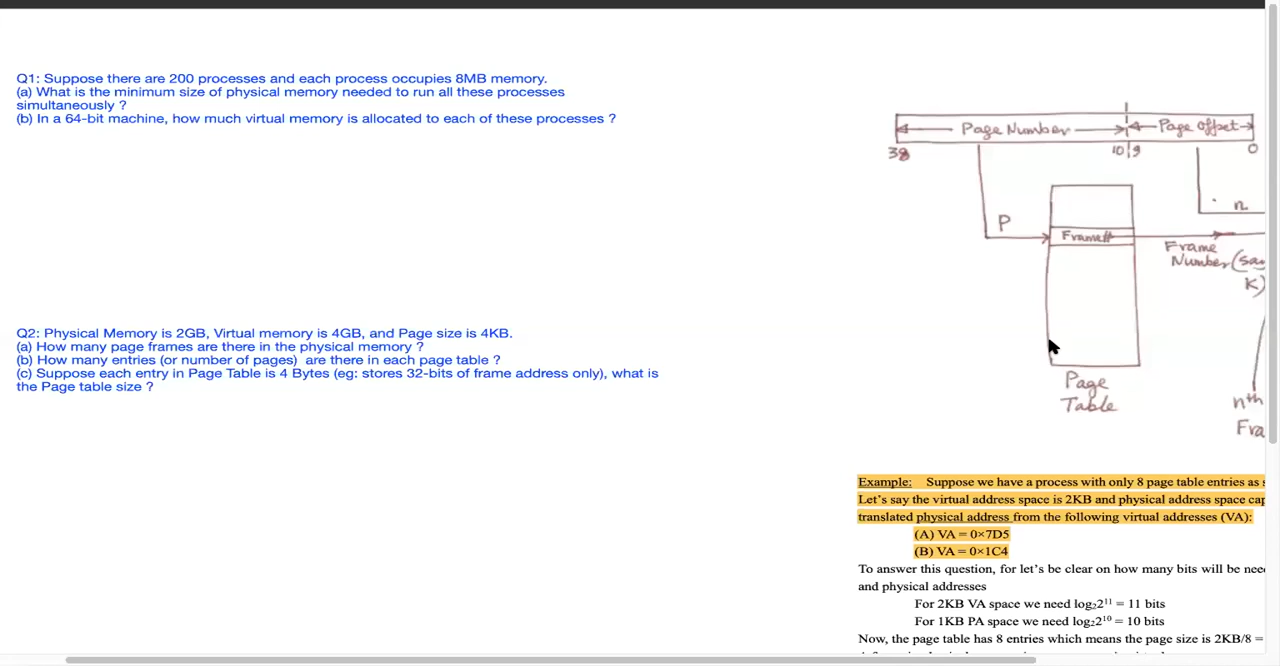 Q1: Suppose there are 200 processes and each process occupies 8MB memory.
(a) What is the minimum size of physical memory needed to run all these processes
simultaneously ?
(b) In a 64-bit machine, how much virtual memory is allocated to each of these processes ?
Page Number
Page Offset
38
10
9
0
P
n
Frame#
Frame
Number(Say
K)
Page
Table
nth
Fra
Q2: Physical Memory is 2GB, Virtual memory is 4GB, and Page size is 4KB.
(a) How many page frames are there in the physical memory ?
(b) How many entries (or number of pages) are there in each page table ?
(c) Suppose each entry in Page Table is 4 Bytes (eg: stores 32-bits of frame address only), what is
the Page table size ?
Example: Suppose we have a process with only 8 page table entries as
Let's say the virtual address space is 2KB and physical address space cap
translated physical address from the following virtual addresses (VA):
(A) VA = 0×7D5
(B) VA = 0×1C4
To answer this question, for let's be clear on how many bits will be nee
and physical addresses
For 2KB VA space we need log₂2¹¹ = 11 bits
For 1KB PA space we need log₂2¹⁰ = 10 bits
Now, the page table has 8 entries which means the page size is 2KB/8 =